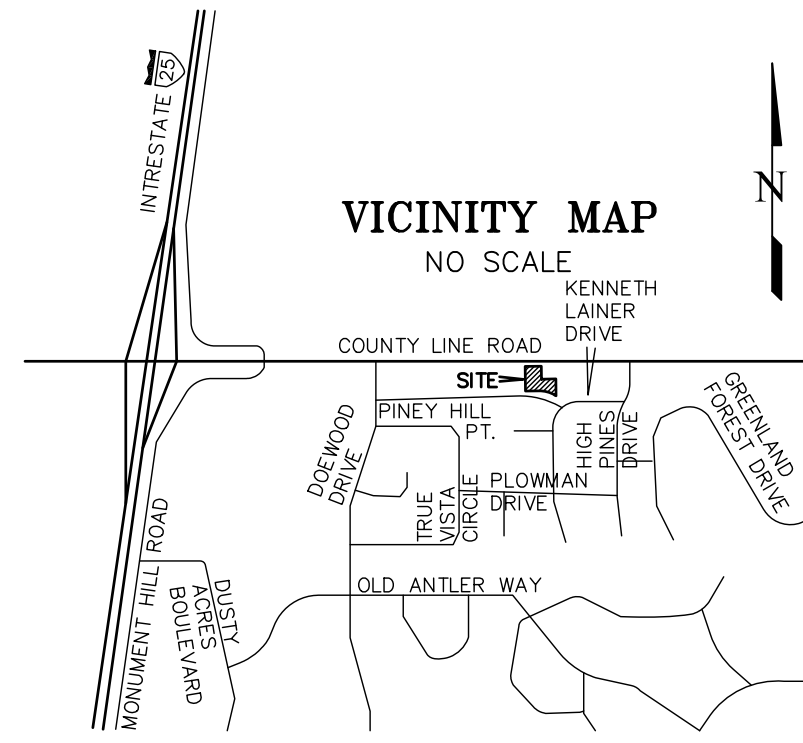 INTRESTATE
25
VICINITY MAP
NO SCALE
N
KENNETH
LAINER
DRIVE
COUNTY LINE ROAD
SITE
PINEY HILL
PT.
DOEWOOD
DRIVE
HIGH
PINES
DRIVE
GREENLAND
FOREST DRIVE
TRUE
VISTA
CIRCLE
PLOWMAN
DRIVE
OLD ANTLER WAY
DUSTY
ACRES
BOULEVARD
MONUMENT HILL ROAD